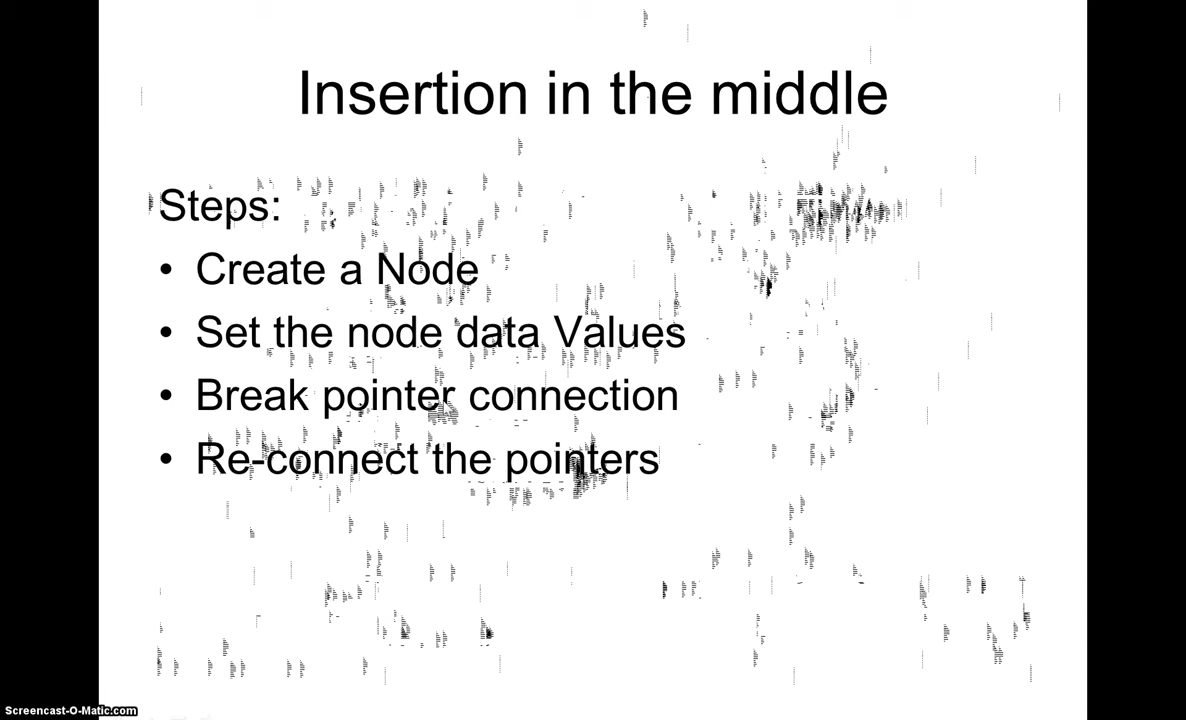 Insertion in the middle
Steps:
• Create a Node
• Set the node data Values
• Break pointer connection
• Re-connect the pointers
Screencast-O-Matic.com